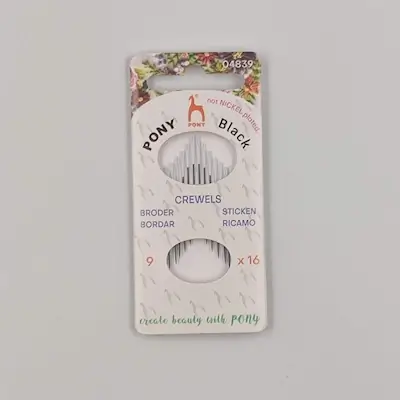 04839
not NICKEL plated
PONY PONY Black
CREWELS
BRODER STICKEN
BORDAR RICAMO
9 x 16
create beauty with PONY